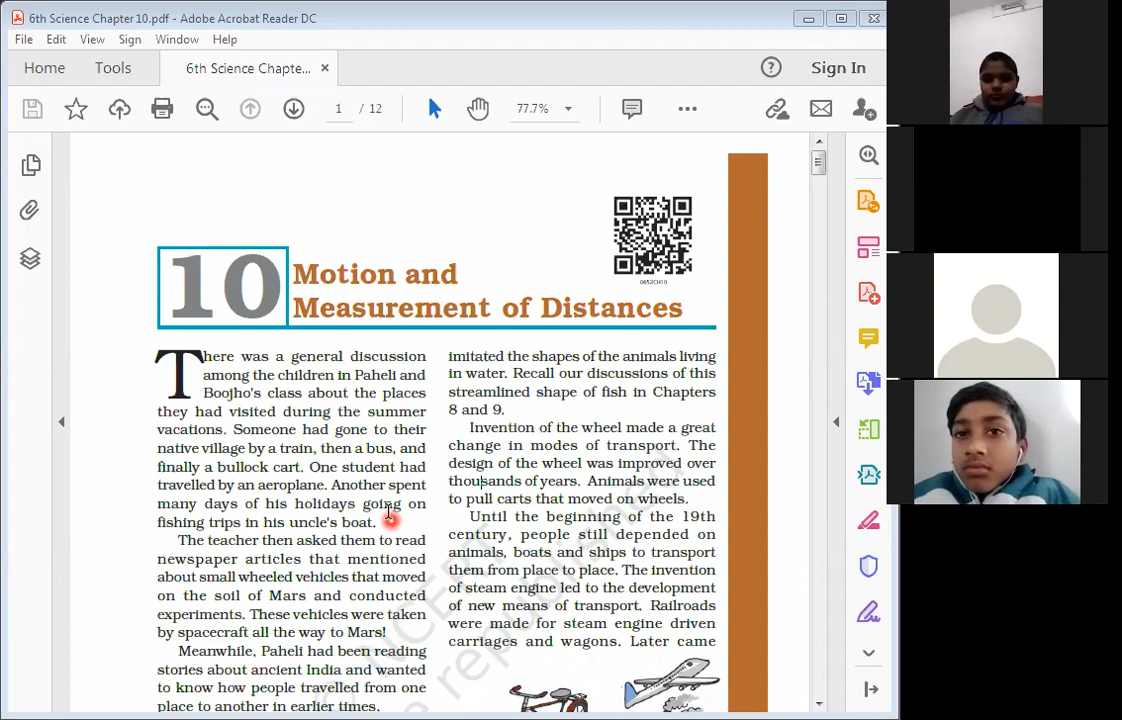 6th Science Chapter 10.pdf - Adobe Acrobat Reader DC
File Edit View Sign Window Help
Home Tools 6th Science Chapte... × Sign In
1 / 12 77.7%
0652CH10
10 Motion and
Measurement of Distances
There was a general discussion
among the children in Paheli and
Boojho's class about the places
they had visited during the summer
vacations. Someone had gone to their
native village by a train, then a bus, and
finally a bullock cart. One student had
travelled by an aeroplane. Another spent
many days of his holidays going on
fishing trips in his uncle's boat.
The teacher then asked them to read
newspaper articles that mentioned
about small wheeled vehicles that moved
on the soil of Mars and conducted
experiments. These vehicles were taken
by spacecraft all the way to Mars!
Meanwhile, Paheli had been reading
stories about ancient India and wanted
to know how people travelled from one
place to another in earlier times.
imitated the shapes of the animals living
in water. Recall our discussions of this
streamlined shape of fish in Chapters
8 and 9.
Invention of the wheel made a great
change in modes of transport. The
design of the wheel was improved over
thousands of years. Animals were used
to pull carts that moved on wheels.
Until the beginning of the 19th
century, people still depended on
animals, boats and ships to transport
them from place to place. The invention
of steam engine led to the development
of new means of transport. Railroads
were made for steam engine driven
carriages and wagons. Later came
NCERT
republished